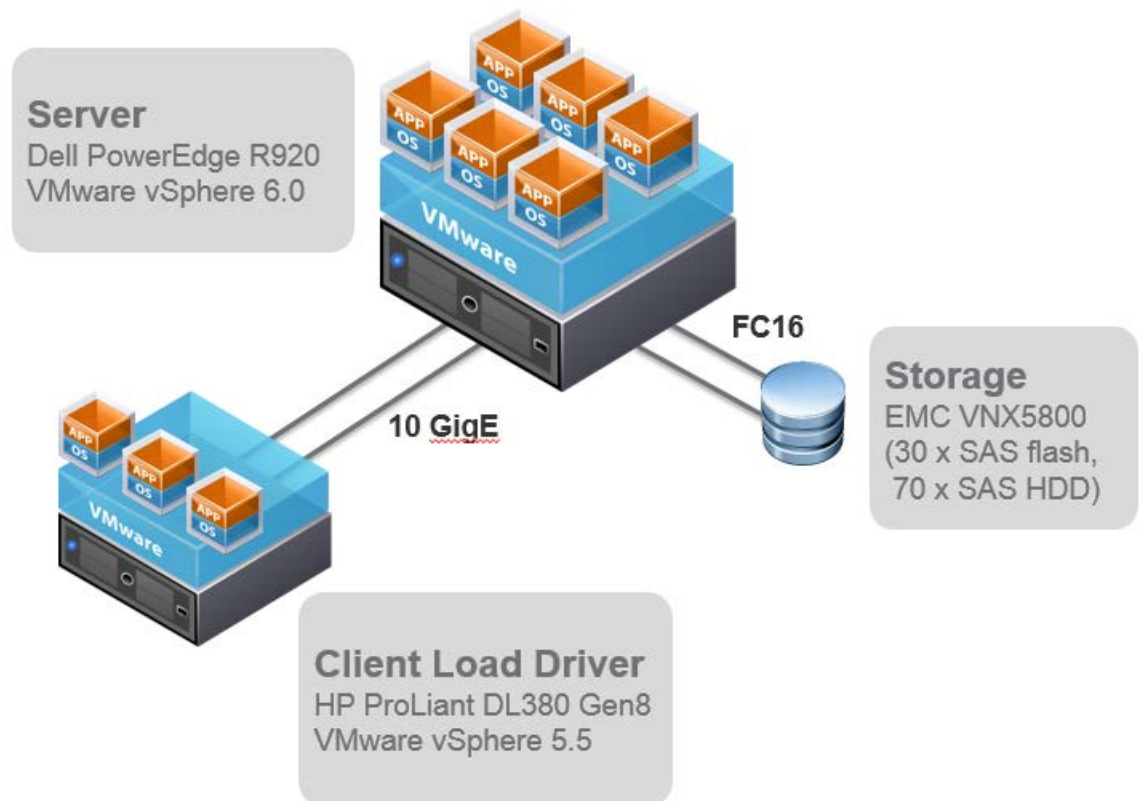 APP
OS
APP
OS
APP
OS
APP
OS
APP
OS
APP
OS
VMware
Server
Dell PowerEdge R920
VMware vSphere 6.0
FC16
Storage
EMC VNX5800
(30 x SAS flash,
70 x SAS HDD)
10 GigE
APP
OS
APP
OS
APP
OS
VMware
Client Load Driver
HP ProLiant DL380 Gen8
VMware vSphere 5.5